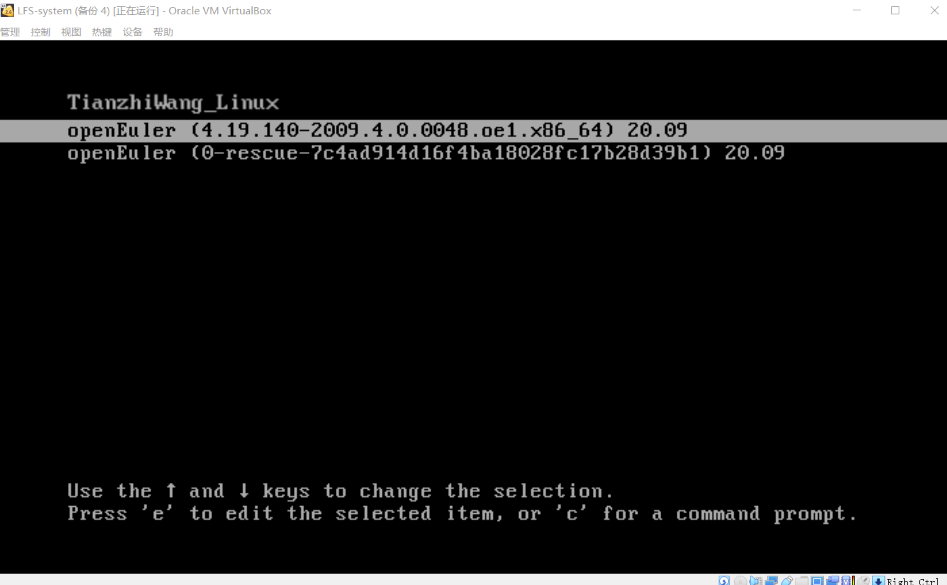 LFS-system (备份 4) [正在运行] - Oracle VM VirtualBox
管理 控制 视图 热键 设备 帮助
TianzhiWang_Linux
openEuler (4.19.140-2009.4.0.0048.oe1.x86_64) 20.09
openEuler (0-rescue-7c4ad914d16f4ba18028fc17b28d39b1) 20.09
Use the ↑ and ↓ keys to change the selection.
Press 'e' to edit the selected item, or 'c' for a command prompt.
Right Ctrl